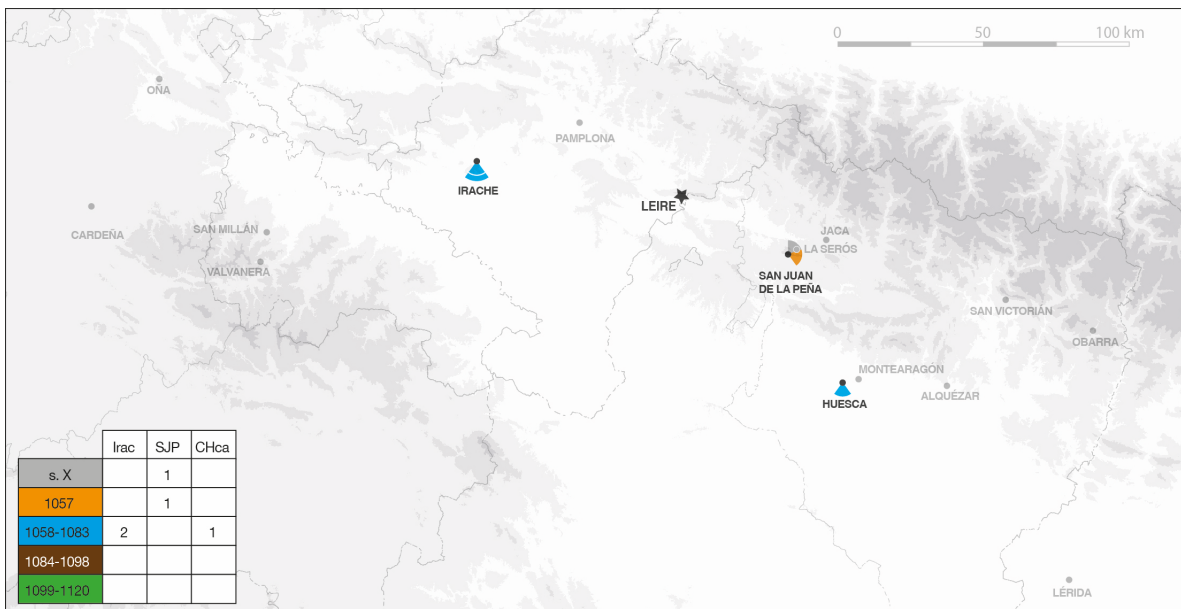 0 50 100 km
OÑA
PAMPLONA
IRACHE
LEIRE
CARDEÑA
SAN MILLÁN
VALVANERA
JACA
LA SERÓS
SAN JUAN
DE LA PEÑA
SAN VICTORIÁN
OBARRA
MONTEARAGÓN
ALQUÉZAR
HUESCA
LÉRIDA
Irac SJP CHca
s. X 1
1057 1
1058-1083 2 1
1084-1098
1099-1120